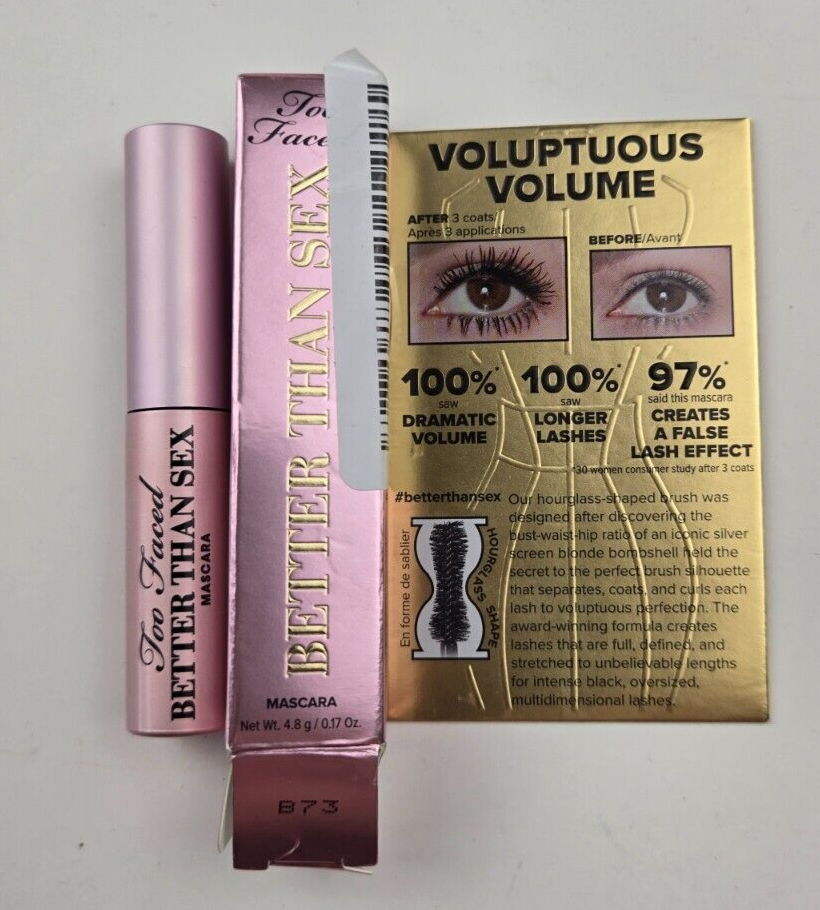 Too Faced
BETTER THAN SEX
MASCARA
BETTER THAN SEX
MASCARA
Net Wt. 4.8 g / 0.17 Oz.
B73
VOLUPTUOUS
VOLUME
AFTER 3 coats/
Après 3 applications
BEFORE/Avant
100%*
saw
DRAMATIC
VOLUME
100%*
saw
LONGER
LASHES
97%*
said this mascara
CREATES
A FALSE
LASH EFFECT
*30 women consumer study after 3 coats
#betterthansex
En forme de sablier
HOURGLASS SHAPE
Our hourglass-shaped brush was
designed after discovering the
bust-waist-hip ratio of an iconic silver
screen blonde bombshell held the
secret to the perfect brush silhouette
that separates, coats, and curls each
lash to voluptuous perfection. The
award-winning formula creates
lashes that are full, defined, and
stretched to unbelievable lengths
for intense black, oversized,
multidimensional lashes.